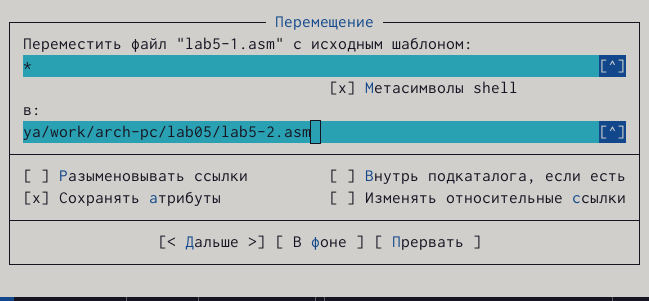 Перемещение
Переместить файл "lab5-1.asm" с исходным шаблоном:
* [^]
[x] Метасимволы shell
в:
ya/work/arch-pc/lab05/lab5-2.asm [^]
[ ] Разыменовывать ссылки [ ] Внутрь подкаталога, если есть
[x] Сохранять атрибуты [ ] Изменять относительные ссылки
[< Дальше >] [ В фоне ] [ Прервать ]